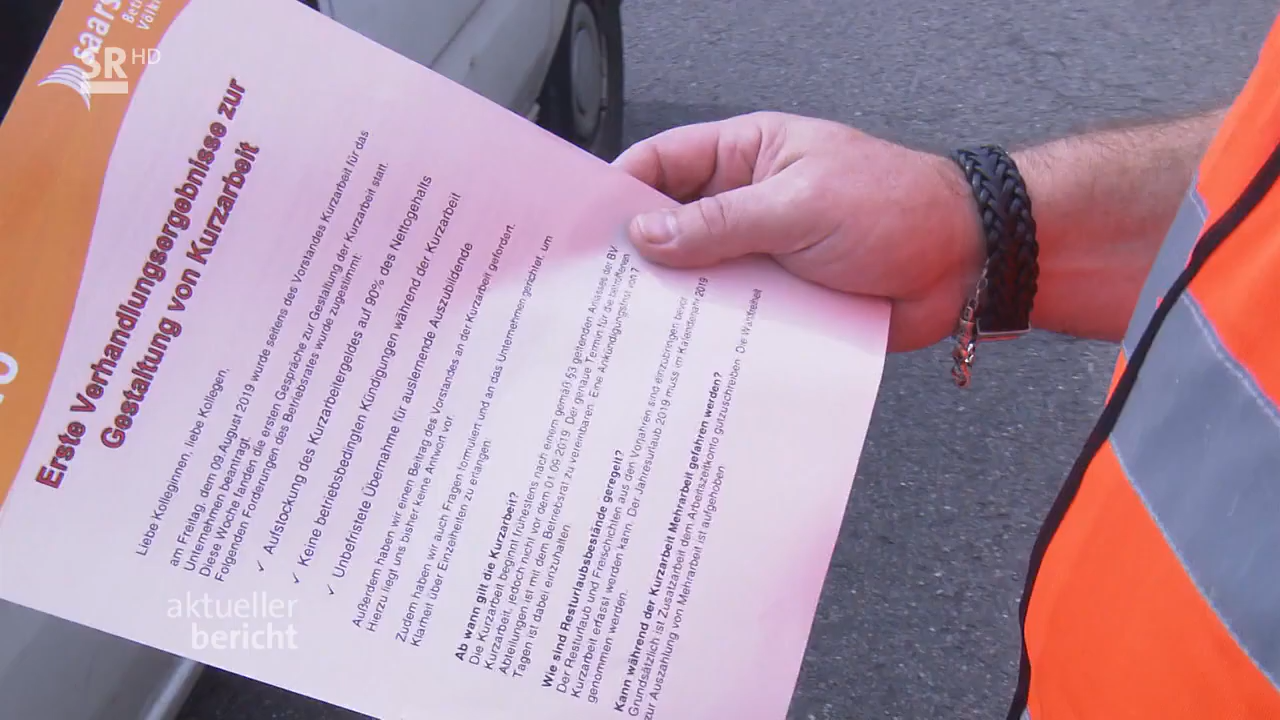 saars
Bet
Völk
SR HD
Erste Verhandlungsergebnisse zur
Gestaltung von Kurzarbeit
Liebe Kolleginnen, liebe Kollegen,
am Freitag, dem 09.August 2019 wurde seitens des Vorstandes Kurzarbeit für das
Unternehmen beantragt.
Diese Woche fanden die ersten Gespräche zur Gestaltung der Kurzarbeit statt.
Folgenden Forderungen des Betriebsrates wurde zugestimmt:
✓ Aufstockung des Kurzarbeitergeldes auf 90% des Nettogehalts
✓ Keine betriebsbedingten Kündigungen während der Kurzarbeit
✓ Unbefristete Übernahme für auslernende Auszubildende
Außerdem haben wir einen Beitrag des Vorstandes an der Kurzarbeit gefordert.
Hierzu liegt uns bisher keine Antwort vor.
Zudem haben wir auch Fragen formuliert und an das Unternehmen gerichtet, um
Klarheit über Einzelheiten zu erlangen:
Ab wann gilt die Kurzarbeit?
Die Kurzarbeit beginnt frühestens nach einem gemäß §3 geltenden Anlasses der BV
Kurzarbeit, jedoch nicht vor dem 01.09.2019. Der genaue Termin für die betroffenen
Abteilungen ist mit dem Betriebsrat zu vereinbaren. Eine Ankündigungsfrist von 7
Tagen ist dabei einzuhalten.
Wie sind Resturlaubsbestände geregelt?
Der Resturlaub und Freischichten aus den Vorjahren sind einzubringen bevor
Kurzarbeit erfasst werden kann. Der Jahresurlaub 2019 muss im Kalenderjahr 2019
genommen werden.
Kann während der Kurzarbeit Mehrarbeit gefahren werden?
Grundsätzlich ist Zusatzarbeit dem Arbeitszeitkonto gutzuschreiben. Die Wahlfreiheit
zur Auszahlung von Mehrarbeit ist aufgehoben.
aktueller
bericht